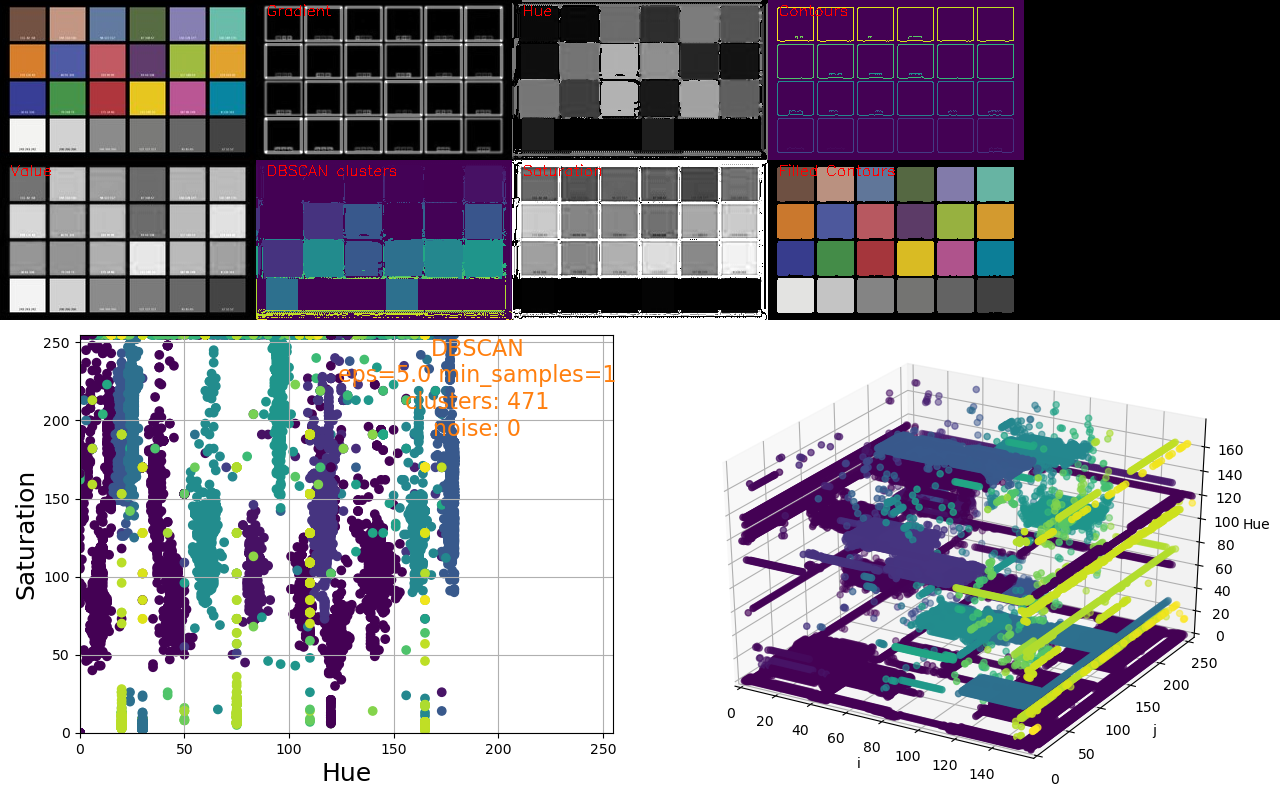 Gradient
Hue
Contours
Value
DBSCAN clusters
Saturation
Filled Contours
DBSCAN
eps=5.0 min_samples=1
clusters: 471
noise: 0
250
200
150
100
50
0
Saturation
0 50 100 150 200 250
Hue
160
140
120
100
80
60
40
20
0
Hue
0 20 40 60 80 100 120 140
i
0 50 100 150 200 250
j